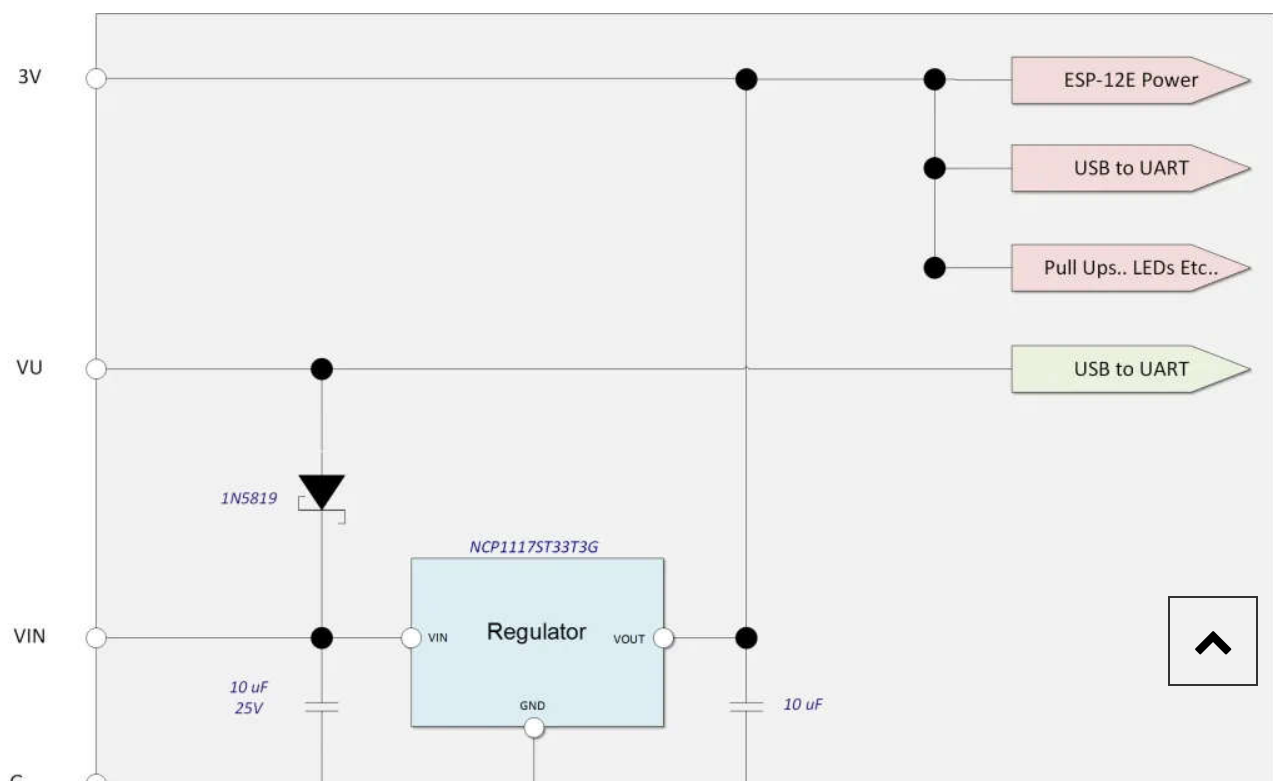 3V
ESP-12E Power
USB to UART
Pull Ups.. LEDs Etc..
VU
USB to UART
1N5819
NCP1117ST33T3G
VIN
VIN
Regulator
VOUT
10 uF
25V
GND
10 uF